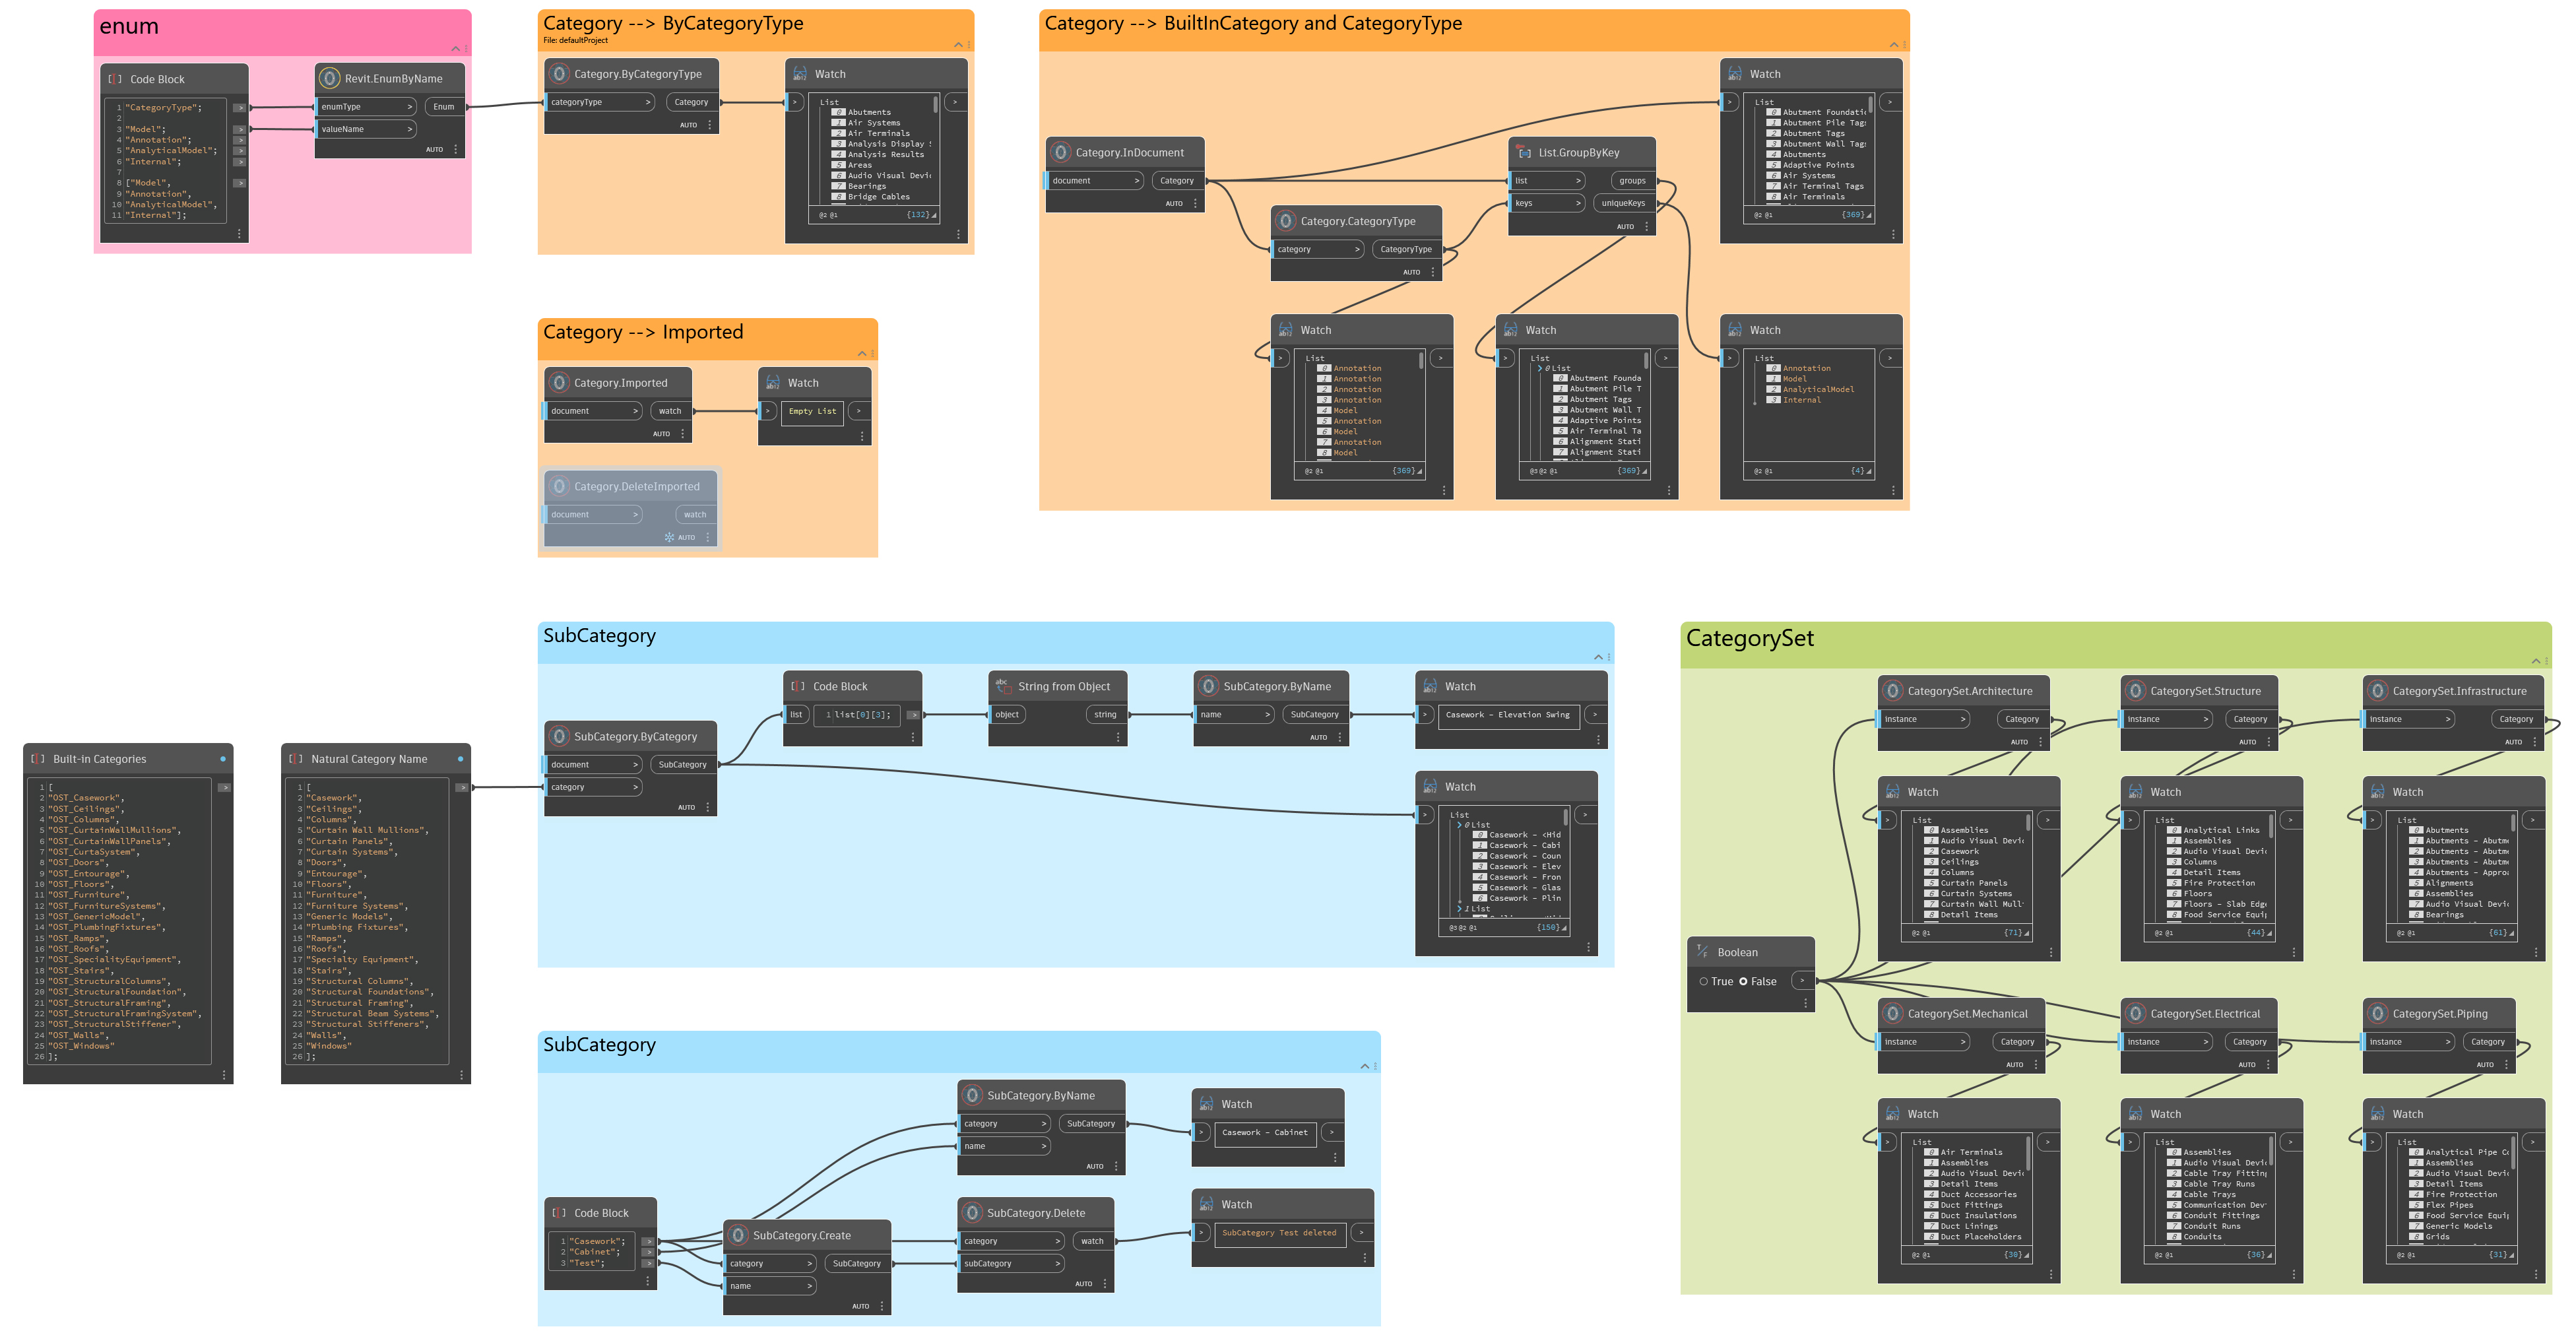 enum
Code Block
1 "CategoryType";
2
3 "Model";
4 "Annotation";
5 "AnalyticalModel";
6 "Internal";
7
8 ["Model",
9 "Annotation",
10 "AnalyticalModel",
11 "Internal"];
Revit.EnumByName
enumType > Enum
valueName >
AUTO
Category --> ByCategoryType
File: defaultProject
Category.ByCategoryType
categoryType > Category
AUTO
Watch
List
0 Abutments
1 Air Systems
2 Air Terminals
3 Analysis Display
4 Analysis Results
5 Areas
6 Audio Visual Devi
7 Bearings
8 Bridge Cables
@2 @1 {132}
Category --> Imported
Category.Imported
document > watch
AUTO
Watch
Empty List
Category.DeleteImported
document > watch
AUTO
Category --> BuiltInCategory and CategoryType
Category.InDocument
document > Category
AUTO
Category.CategoryType
category > CategoryType
AUTO
List.GroupByKey
list > groups
keys > uniqueKeys
AUTO
Watch
List
0 Abutment Foundati
1 Abutment Pile Tag
2 Abutment Tags
3 Abutment Wall Tag
4 Abutments
5 Adaptive Points
6 Air Systems
7 Air Terminal Tags
8 Air Terminals
@2 @1 {369}
Watch
List
0 Annotation
1 Annotation
2 Annotation
3 Annotation
4 Model
5 Annotation
6 Model
7 Annotation
8 Model
@2 @1 {369}
Watch
List
0 List
0 Abutment Founda
1 Abutment Pile T
2 Abutment Tags
3 Abutment Wall T
4 Adaptive Points
5 Air Terminal Ta
6 Alignment Stati
7 Alignment Stati
@3 @2 @1 {369}
Watch
List
0 Annotation
1 Model
2 AnalyticalModel
3 Internal
@2 @1 {4}
Built-in Categories
1 [
2 "OST_Casework",
3 "OST_Ceilings",
4 "OST_Columns",
5 "OST_CurtainWallMullions",
6 "OST_CurtainWallPanels",
7 "OST_CurtaSystem",
8 "OST_Doors",
9 "OST_Entourage",
10 "OST_Floors",
11 "OST_Furniture",
12 "OST_FurnitureSystems",
13 "OST_GenericModel",
14 "OST_PlumbingFixtures",
15 "OST_Ramps",
16 "OST_Roofs",
17 "OST_SpecialityEquipment",
18 "OST_Stairs",
19 "OST_StructuralColumns",
20 "OST_StructuralFoundation",
21 "OST_StructuralFraming",
22 "OST_StructuralFramingSystem",
23 "OST_StructuralStiffener",
24 "OST_Walls",
25 "OST_Windows"
26 ];
Natural Category Name
1 [
2 "Casework",
3 "Ceilings",
4 "Columns",
5 "Curtain Wall Mullions",
6 "Curtain Panels",
7 "Curtain Systems",
8 "Doors",
9 "Entourage",
10 "Floors",
11 "Furniture",
12 "Furniture Systems",
13 "Generic Models",
14 "Plumbing Fixtures",
15 "Ramps",
16 "Roofs",
17 "Specialty Equipment",
18 "Stairs",
19 "Structural Columns",
20 "Structural Foundations",
21 "Structural Framing",
22 "Structural Beam Systems",
23 "Structural Stiffeners",
24 "Walls",
25 "Windows"
26 ];
SubCategory
SubCategory.ByCategory
document > SubCategory
category >
AUTO
Code Block
list 1 list[0][3];
String from Object
object string
SubCategory.ByName
name > SubCategory
AUTO
Watch
Casework - Elevation Swing
Watch
List
0 List
0 Casework - <Hid
1 Casework - Cabi
2 Casework - Coun
3 Casework - Elev
4 Casework - Fron
5 Casework - Glas
6 Casework - Plin
1 List
@3 @2 @1 {150}
SubCategory
Code Block
1 "Casework";
2 "Cabinet";
3 "Test";
SubCategory.Create
category > SubCategory
name >
AUTO
SubCategory.ByName
category > SubCategory
name >
AUTO
Watch
Casework - Cabinet
SubCategory.Delete
category > watch
subCategory >
AUTO
Watch
SubCategory Test deleted
CategorySet
Boolean
True False
CategorySet.Architecture
instance > Category
AUTO
CategorySet.Structure
instance > Category
AUTO
CategorySet.Infrastructure
instance > Category
AUTO
Watch
List
0 Assemblies
1 Audio Visual Devi
2 Casework
3 Ceilings
4 Columns
5 Curtain Panels
6 Curtain Systems
7 Curtain Wall Mull
8 Detail Items
@2 @1 {71}
Watch
List
0 Analytical Links
1 Assemblies
2 Audio Visual Devi
3 Columns
4 Detail Items
5 Fire Protection
6 Floors
7 Floors - Slab Edg
8 Food Service Equi
@2 @1 {44}
Watch
List
0 Abutments
1 Abutments - Abutm
2 Abutments - Abutm
3 Abutments - Abutm
4 Abutments - Approa
5 Alignments
6 Assemblies
7 Audio Visual Devi
8 Bearings
@2 @1 {61}
CategorySet.Mechanical
instance > Category
AUTO
CategorySet.Electrical
instance > Category
AUTO
CategorySet.Piping
instance > Category
AUTO
Watch
List
0 Air Terminals
1 Assemblies
2 Audio Visual Devi
3 Detail Items
4 Duct Accessories
5 Duct Fittings
6 Duct Insulations
7 Duct Linings
8 Duct Placeholders
@2 @1 {30}
Watch
List
0 Assemblies
1 Audio Visual Devi
2 Cable Tray Fittin
3 Cable Tray Runs
4 Cable Trays
5 Communication Dev
6 Conduit Fittings
7 Conduit Runs
8 Conduits
@2 @1 {36}
Watch
List
0 Analytical Pipe C
1 Assemblies
2 Audio Visual Devi
3 Detail Items
4 Fire Protection
5 Flex Pipes
6 Food Service Equi
7 Generic Models
8 Grids
@2 @1 {31}